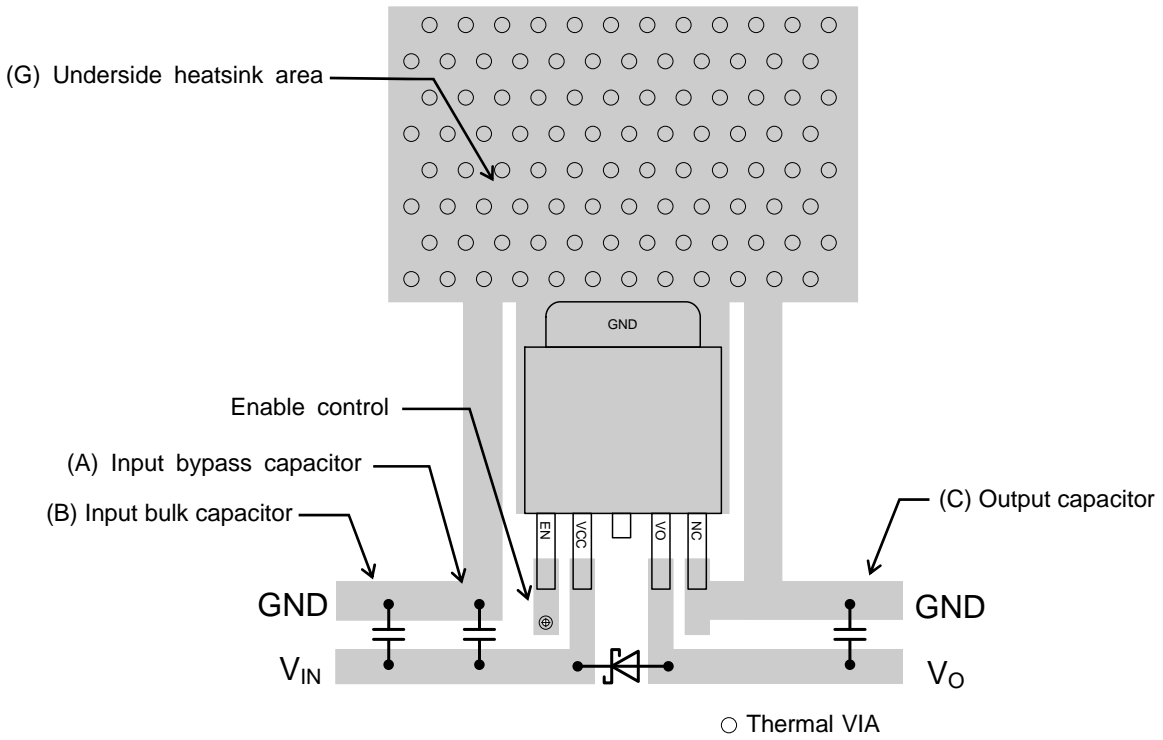 (G) Underside heatsink area
GND
Enable control
(A) Input bypass capacitor
(B) Input bulk capacitor
(C) Output capacitor
EN
VCC
VO
NC
GND
GND
VIN
VO
Thermal VIA